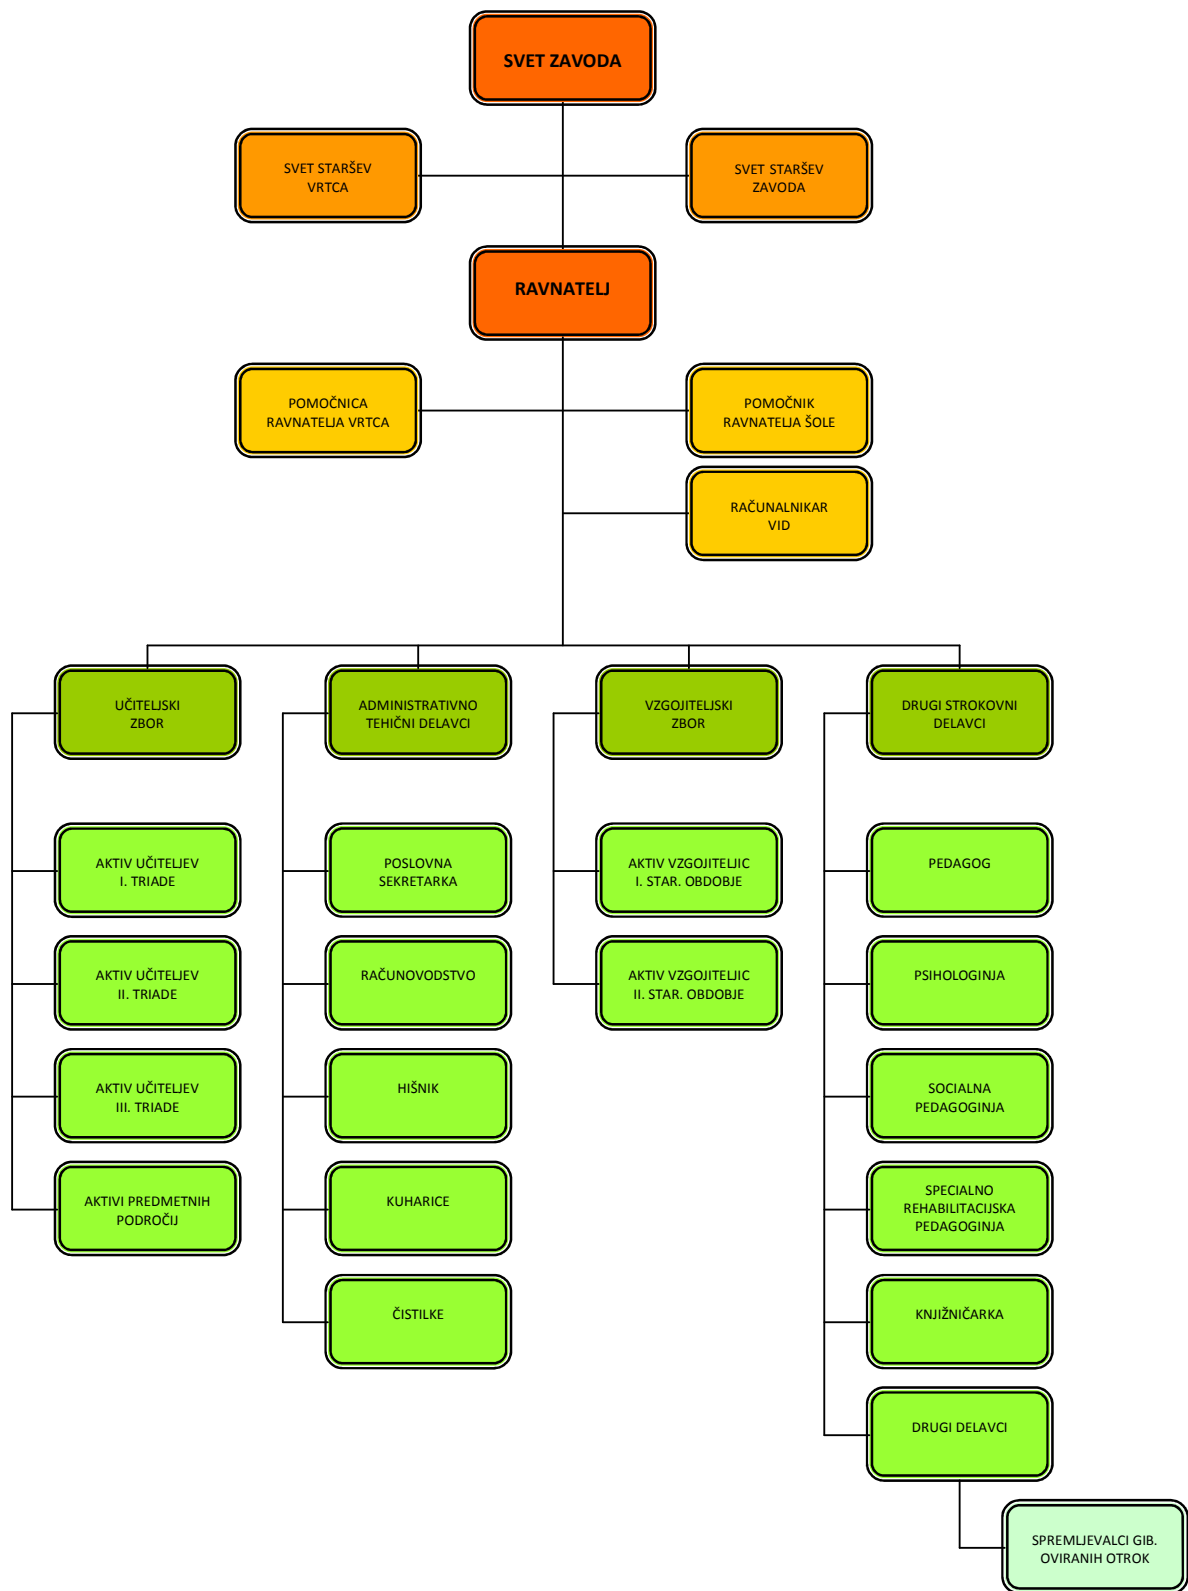 SVET ZAVODA
SVET STARŠEV
VRTCA
SVET STARŠEV
ZAVODA
RAVNATELJ
POMOČNICA
RAVNATELJA VRTCA
POMOČNIK
RAVNATELJA ŠOLE
RAČUNALNIKAR
VID
UČITELJSKI
ZBOR
ADMINISTRATIVNO
TEHIČNI DELAVCI
VZGOJITELJSKI
ZBOR
DRUGI STROKOVNI
DELAVCI
AKTIV UČITELJEV
I. TRIADE
POSLOVNA
SEKRETARKA
AKTIV VZGOJITELJIC
I. STAR. OBDOBJE
PEDAGOG
AKTIV UČITELJEV
II. TRIADE
RAČUNOVODSTVO
AKTIV VZGOJITELJIC
II. STAR. OBDOBJE
PSIHOLOGINJA
AKTIV UČITELJEV
III. TRIADE
HIŠNIK
SOCIALNA
PEDAGOGINJA
AKTIVI PREDMETNIH
PODROČIJ
KUHARICE
SPECIALNO
REHABILITACIJSKA
PEDAGOGINJA
ČISTILKE
KNJIŽNIČARKA
DRUGI DELAVCI
SPREMLJEVALCI GIB.
OVIRANIH OTROK